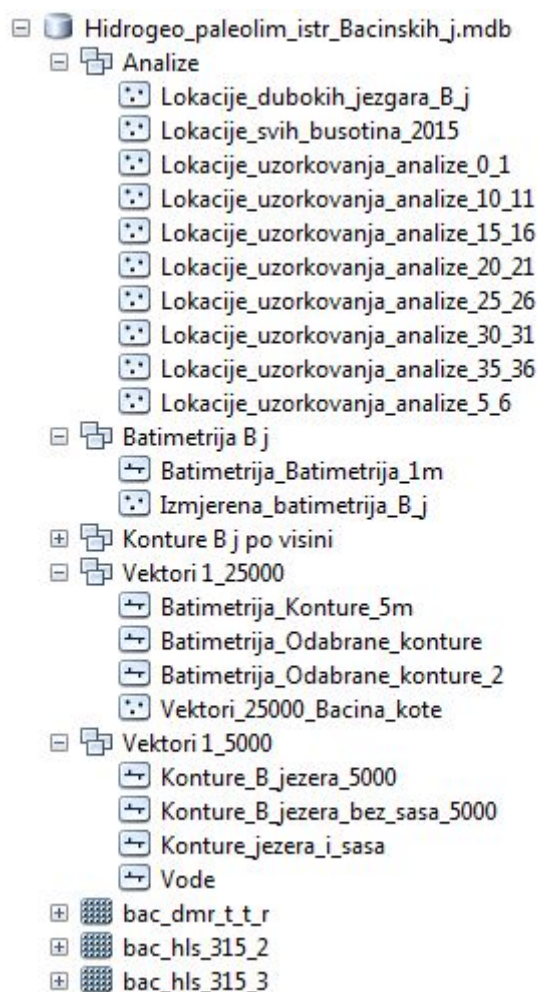 Hidrogeo_paleolim_istr_Bacinskih_j.mdb
Analize
Lokacije_dubokih_jezgara_B_j
Lokacije_svih_busotina_2015
Lokacije_uzorkovanja_analize_0_1
Lokacije_uzorkovanja_analize_10_11
Lokacije_uzorkovanja_analize_15_16
Lokacije_uzorkovanja_analize_20_21
Lokacije_uzorkovanja_analize_25_26
Lokacije_uzorkovanja_analize_30_31
Lokacije_uzorkovanja_analize_35_36
Lokacije_uzorkovanja_analize_5_6
Batimetrija B j
Batimetrija_Batimetrija_1m
Izmjerena_batimetrija_B_j
Konture B j po visini
Vektori 1_25000
Batimetrija_Konture_5m
Batimetrija_Odabrane_konture
Batimetrija_Odabrane_konture_2
Vektori_25000_Bacina_kote
Vektori 1_5000
Konture_B_jezera_5000
Konture_B_jezera_bez_sasa_5000
Konture_jezera_i_sasa
Vode
bac_dmr_t_t_r
bac_hls_315_2
bac_hls_315_3